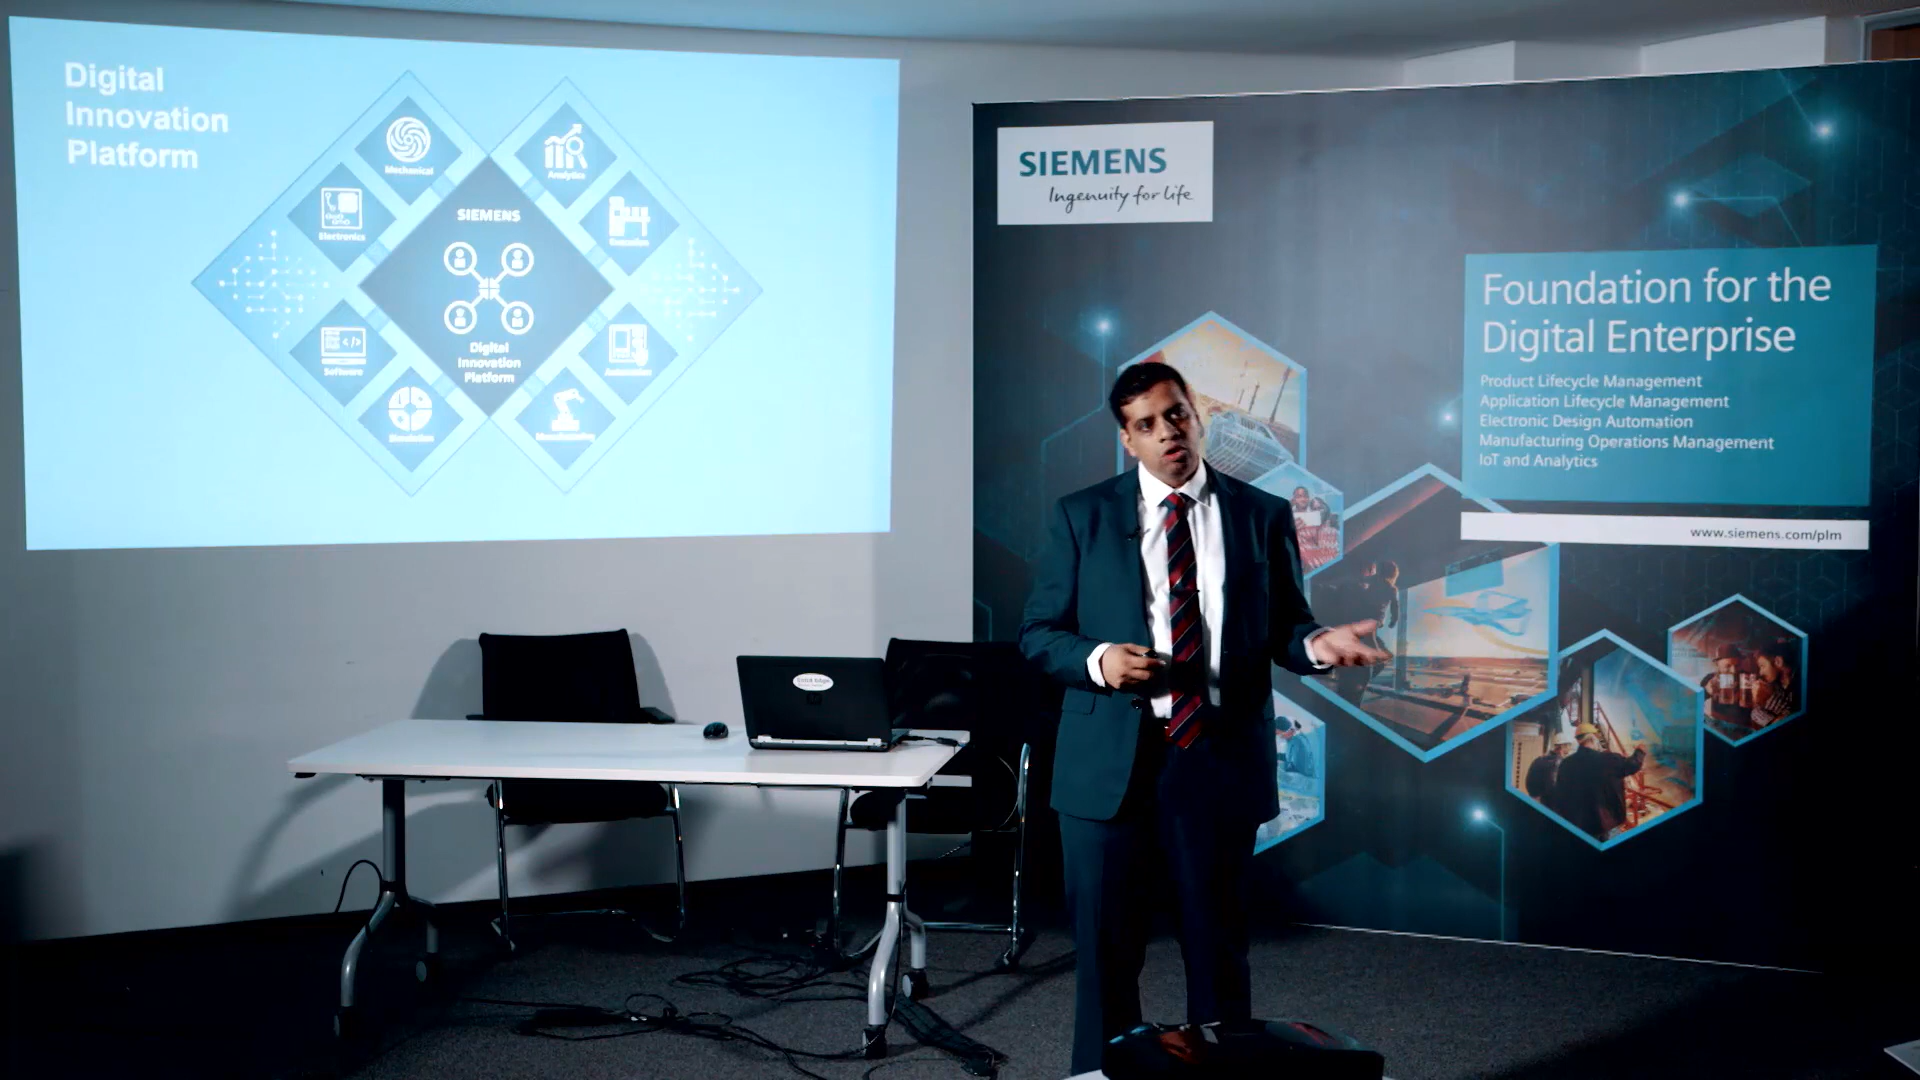 Digital
Innovation
Platform
Mechanical
Analytics
Electronics
SIEMENS
Execution
Digital
Innovation
Platform
Software
Automation
Simulation
Manufacturing
SIEMENS
Ingenuity for life
Foundation for the
Digital Enterprise
Product Lifecycle Management
Application Lifecycle Management
Electronic Design Automation
Manufacturing Operations Management
IoT and Analytics
www.siemens.com/plm